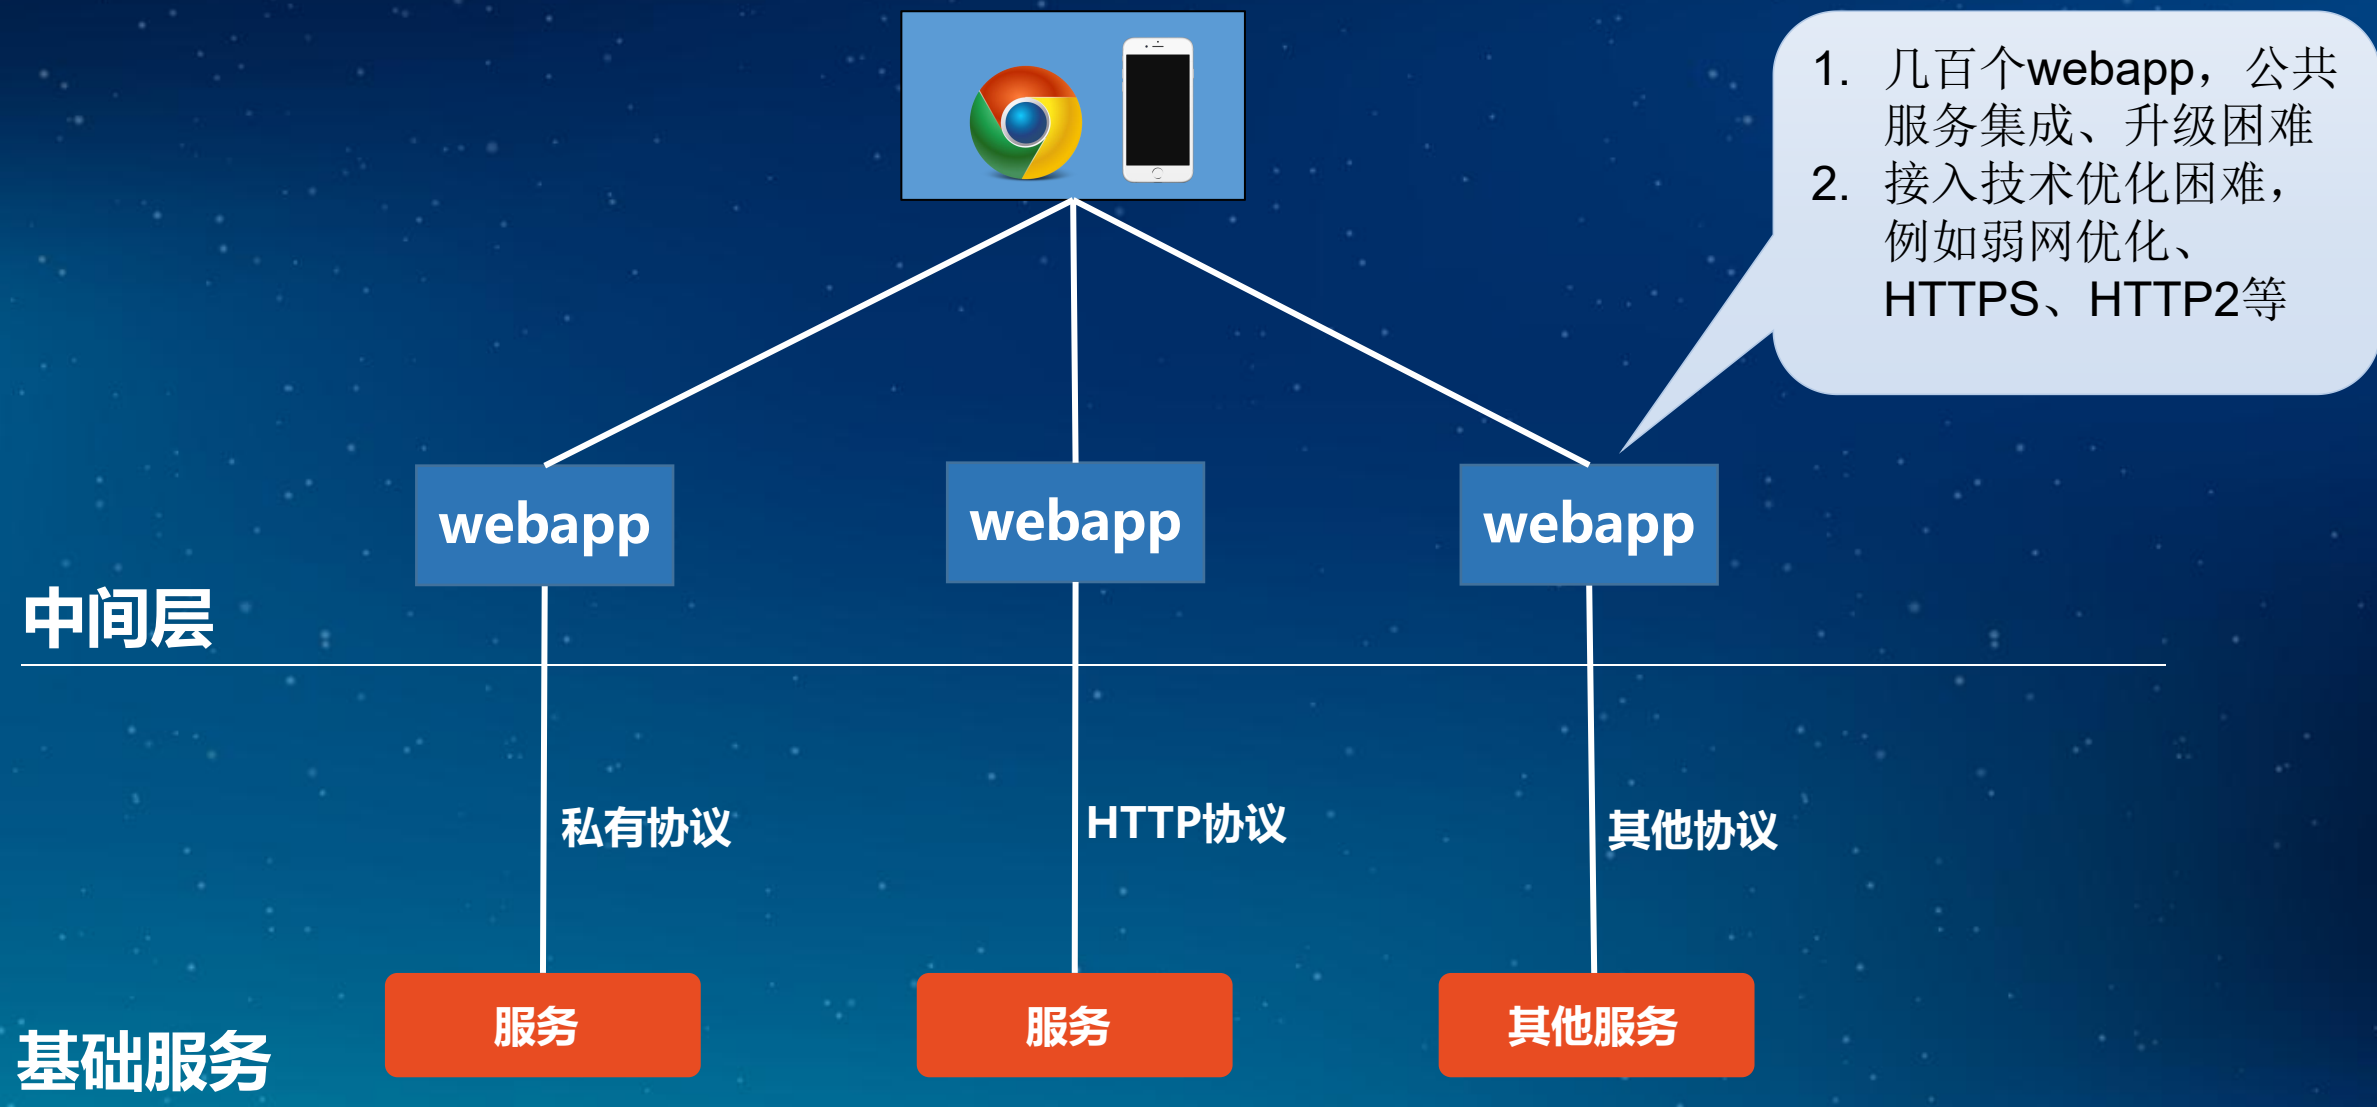 1. 几百个webapp，公共
服务集成、升级困难
2. 接入技术优化困难，
例如弱网优化、
HTTPS、HTTP2等
webapp
webapp
webapp
中间层
私有协议
HTTP协议
其他协议
服务
服务
其他服务
基础服务